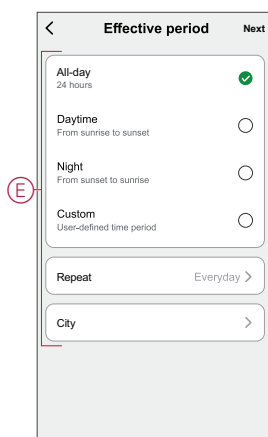 Effective period Next
All-day
24 hours
Daytime
From sunrise to sunset
Night
From sunset to sunrise
Custom
User-defined time period
E
Repeat Everyday >
City >